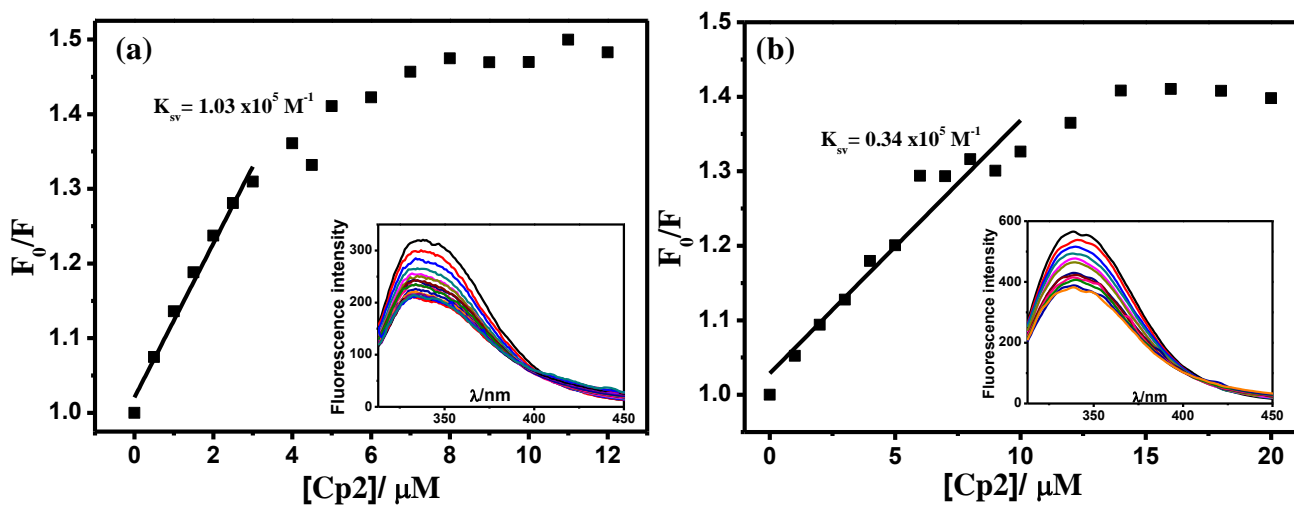 (a)
K_sv = 1.03 x10^5 M^-1
F_0/F
1.5
1.4
1.3
1.2
1.1
1.0
0 2 4 6 8 10 12
[Cp2]/ μM
Fluorescence intensity
300
200
100
0
350 400 450
λ/nm
(b)
K_sv = 0.34 x10^5 M^-1
F_0/F
1.5
1.4
1.3
1.2
1.1
1.0
0 5 10 15 20
[Cp2]/ μM
Fluorescence intensity
600
400
200
0
350 400 450
λ/nm